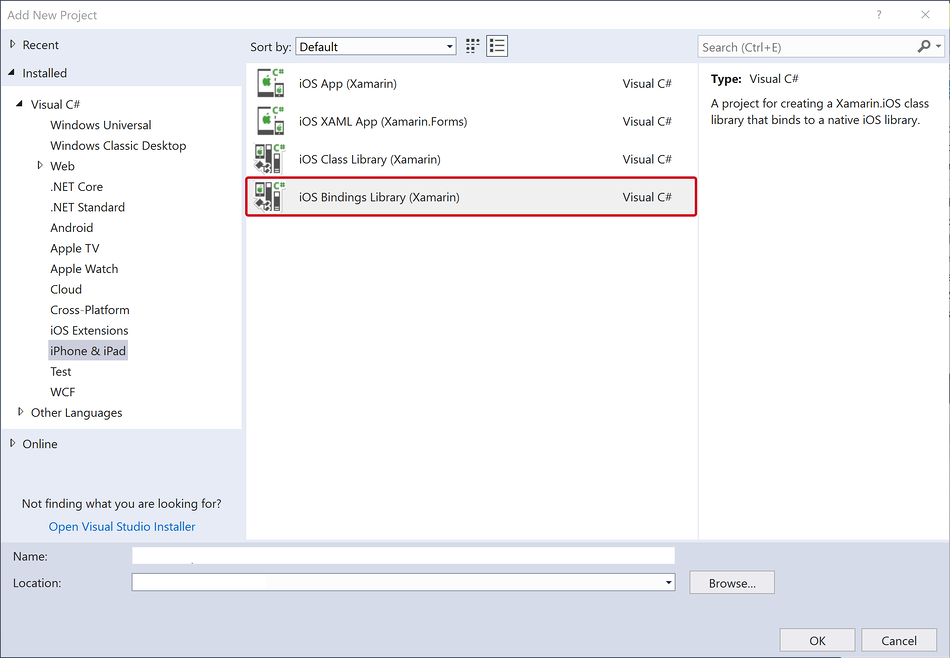 Add New Project
?
Recent
Installed
Visual C#
Windows Universal
Windows Classic Desktop
Web
.NET Core
.NET Standard
Android
Apple TV
Apple Watch
Cloud
Cross-Platform
iOS Extensions
iPhone & iPad
Test
WCF
Other Languages
Online
Not finding what you are looking for?
Open Visual Studio Installer
Sort by: Default
C# iOS App (Xamarin) Visual C#
C# iOS XAML App (Xamarin.Forms) Visual C#
C# iOS Class Library (Xamarin) Visual C#
C# iOS Bindings Library (Xamarin) Visual C#
Search (Ctrl+E)
Type: Visual C#
A project for creating a Xamarin.iOS class
library that binds to a native iOS library.
Name:
Location:
Browse...
OK
Cancel